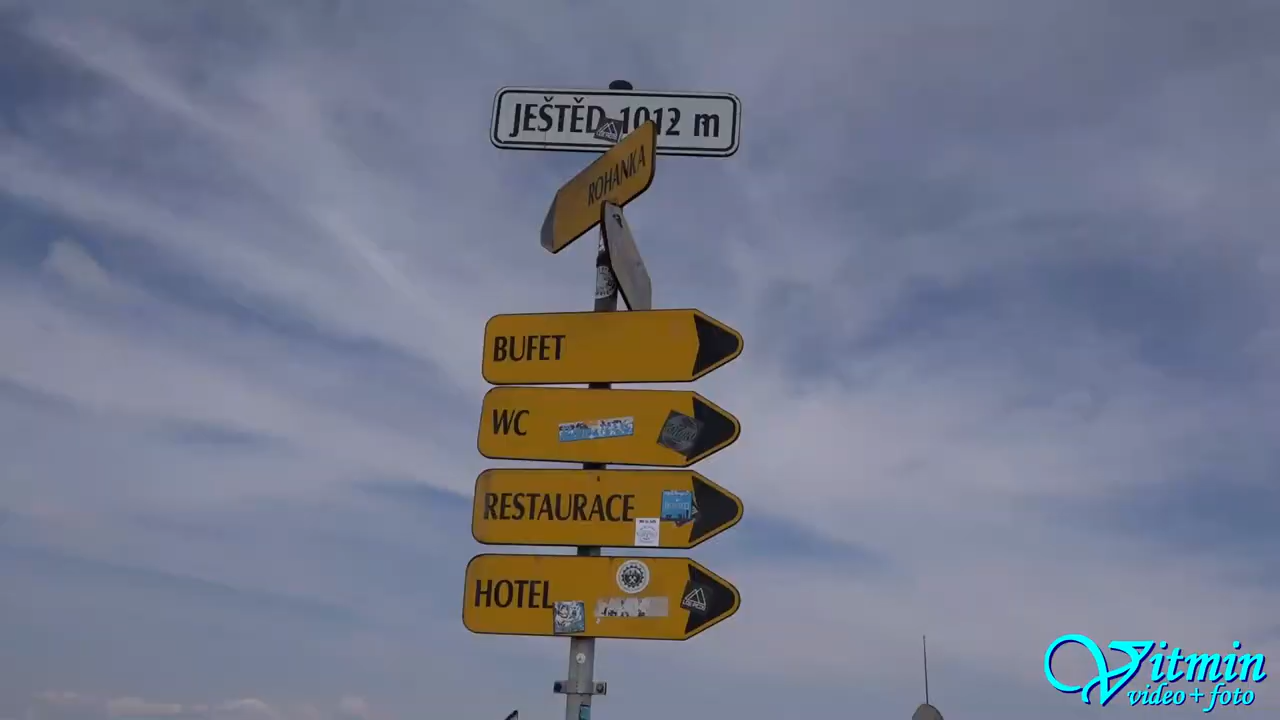 JEŠTĚD 1012 m
ROHANKA
BUFET
WC
RESTAURACE
HOTEL
Vitmin
video + foto